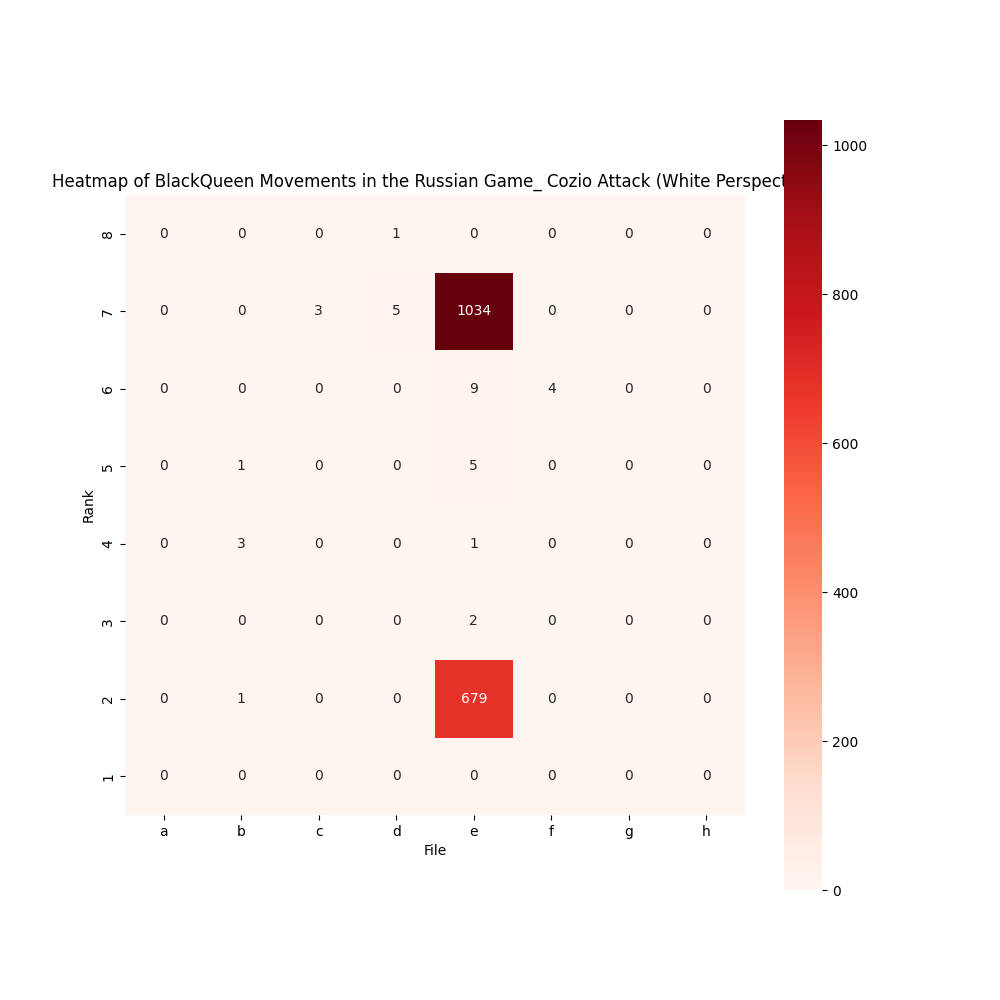 Heatmap of BlackQueen Movements in the Russian Game_ Cozio Attack (White Perspect
1000
800
600
400
200
0
Rank
8 0 0 0 1 0 0 0 0
7 0 0 3 5 1034 0 0 0
6 0 0 0 0 9 4 0 0
5 0 1 0 0 5 0 0 0
4 0 3 0 0 1 0 0 0
3 0 0 0 0 2 0 0 0
2 0 1 0 0 679 0 0 0
1 0 0 0 0 0 0 0 0
a b c d e f g h
File